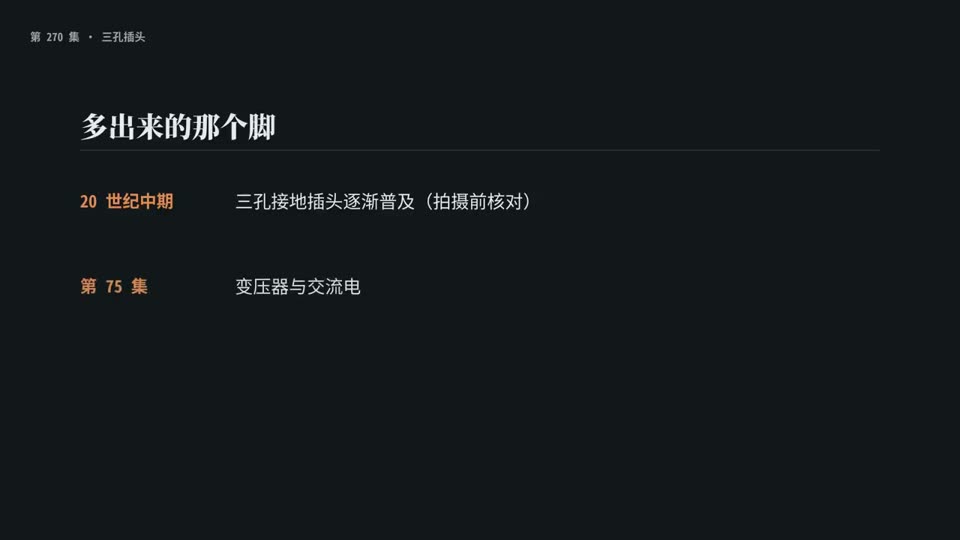 第 270 集 · 三孔插头
多出来的那个脚
20 世纪中期 三孔接地插头逐渐普及（拍摄前核对）
第 75 集 变压器与交流电